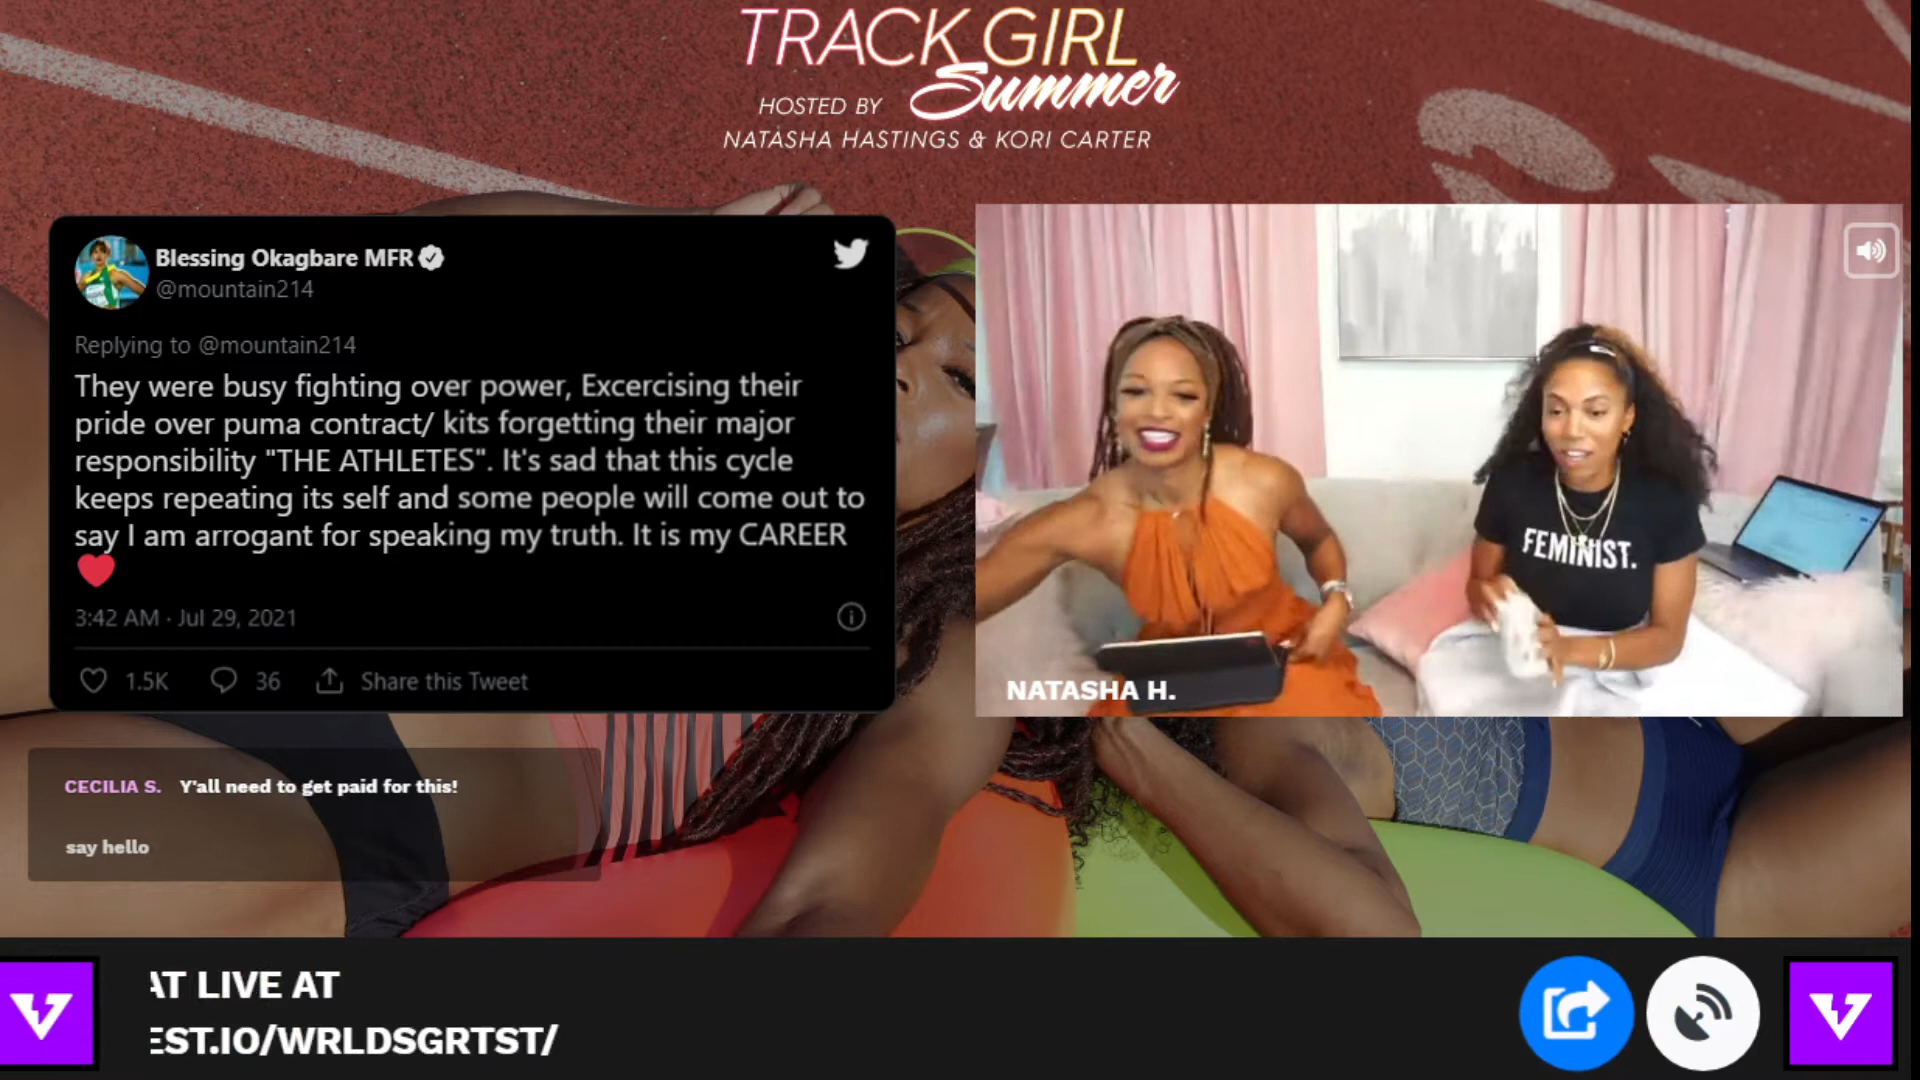 TRACK GIRL
Summer
HOSTED BY
NATASHA HASTINGS & KORI CARTER
Blessing Okagbare MFR
@mountain214
Replying to @mountain214
They were busy fighting over power, Excercising their
pride over puma contract/ kits forgetting their major
responsibility "THE ATHLETES". It's sad that this cycle
keeps repeating its self and some people will come out to
say I am arrogant for speaking my truth. It is my CAREER
❤️
3:42 AM · Jul 29, 2021
1.5K 36 Share this Tweet
FEMINIST.
NATASHA H.
CECILIA S. Y'all need to get paid for this!
say hello
AT LIVE AT
EST.IO/WRLDSGRTST/